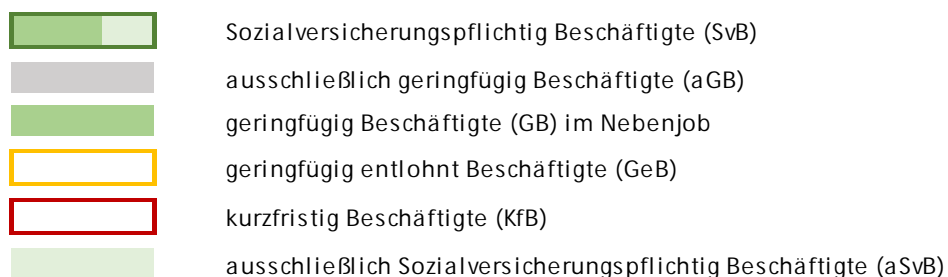 Sozialversicherungspflichtig Beschäftigte (SvB)
ausschließlich geringfügig Beschäftigte (aGB)
geringfügig Beschäftigte (GB) im Nebenjob
geringfügig entlohnt Beschäftigte (GeB)
kurzfristig Beschäftigte (KfB)
ausschließlich Sozialversicherungspflichtig Beschäftigte (aSvB)